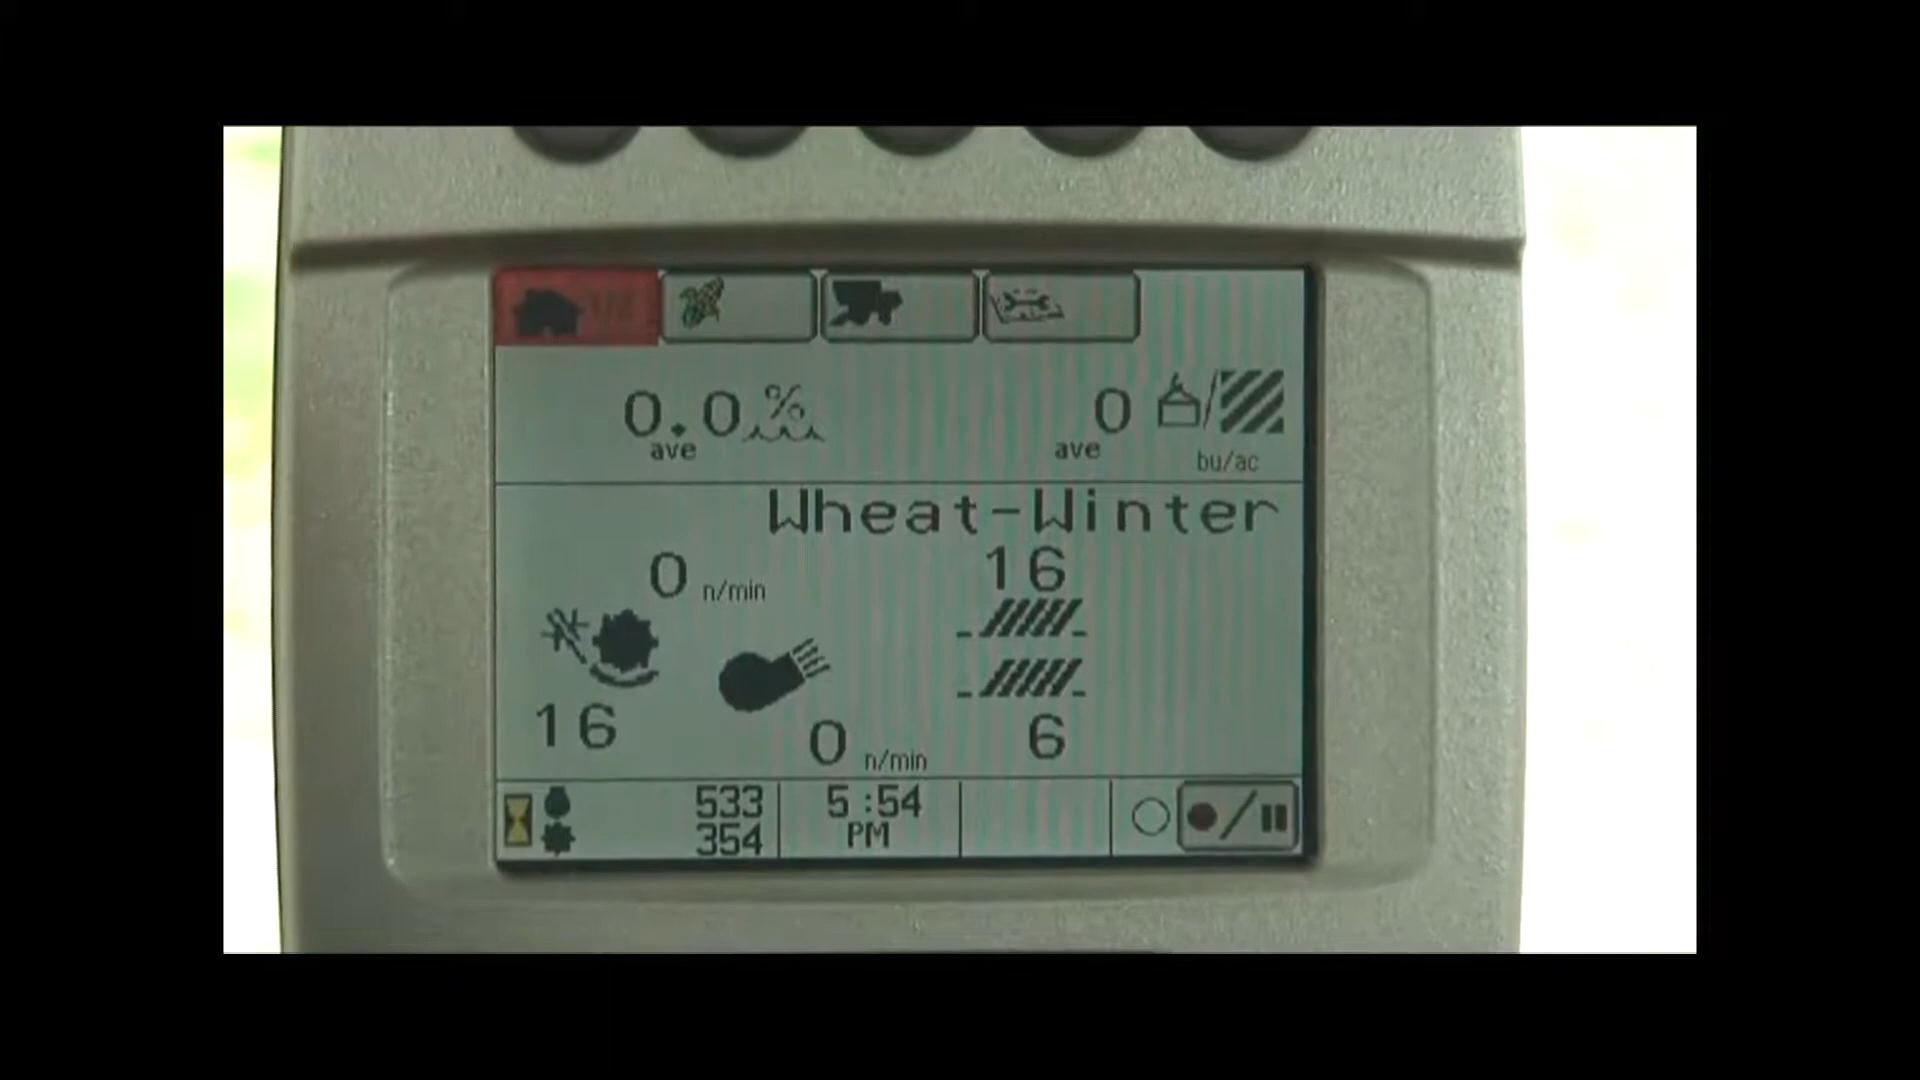 0.0 %
ave
0
ave
bu/ac
Wheat-Winter
0 n/min
16
16
0 n/min
6
533
354
5:54
PM